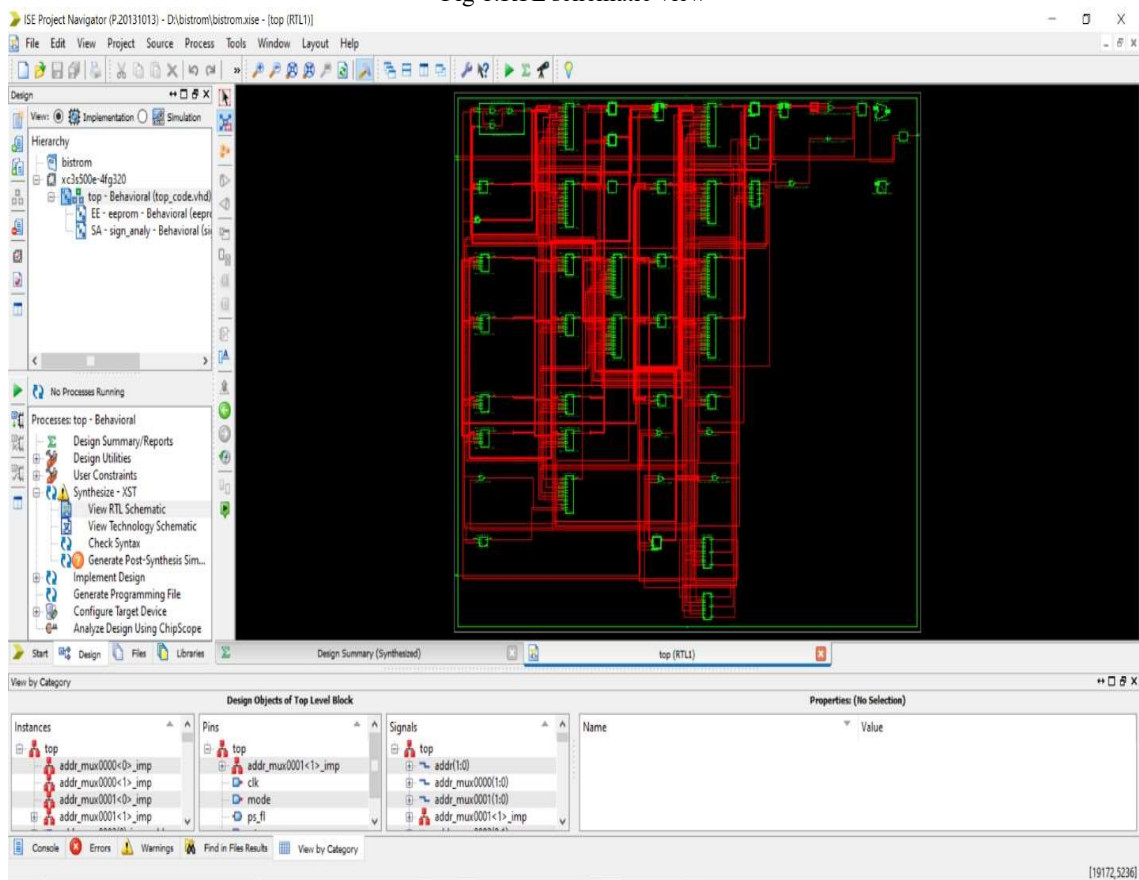 ISE Project Navigator (P.20131013) - D:\bistrom\bistrom.xise - [top (RTL1)]
File Edit View Project Source Process Tools Window Layout Help
Design
View: Implementation Simulation
Hierarchy
bistrom
xc3s500e-4fg320
top - Behavioral (top_code.vhd)
EE - eeprom - Behavioral (eepr
SA - sign_analy - Behavioral (si
No Processes Running
Processes: top - Behavioral
Design Summary/Reports
Design Utilities
User Constraints
Synthesize - XST
View RTL Schematic
View Technology Schematic
Check Syntax
Generate Post-Synthesis Sim...
Implement Design
Generate Programming File
Configure Target Device
Analyze Design Using ChipScope
Start Design Files Libraries
Design Summary (Synthesized)
top (RTL1)
View by Category
Design Objects of Top Level Block
Properties: (No Selection)
Instances
top
addr_mux0000<0>_imp
addr_mux0000<1>_imp
addr_mux0001<0>_imp
addr_mux0001<1>_imp
Pins
top
addr_mux0001<1>_imp
clk
mode
ps_fl
Signals
top
addr(1:0)
addr_mux0000(1:0)
addr_mux0001(1:0)
addr_mux0001<1>_imp
Name Value
Console Errors Warnings Find in Files Results View by Category
[19172,5236]